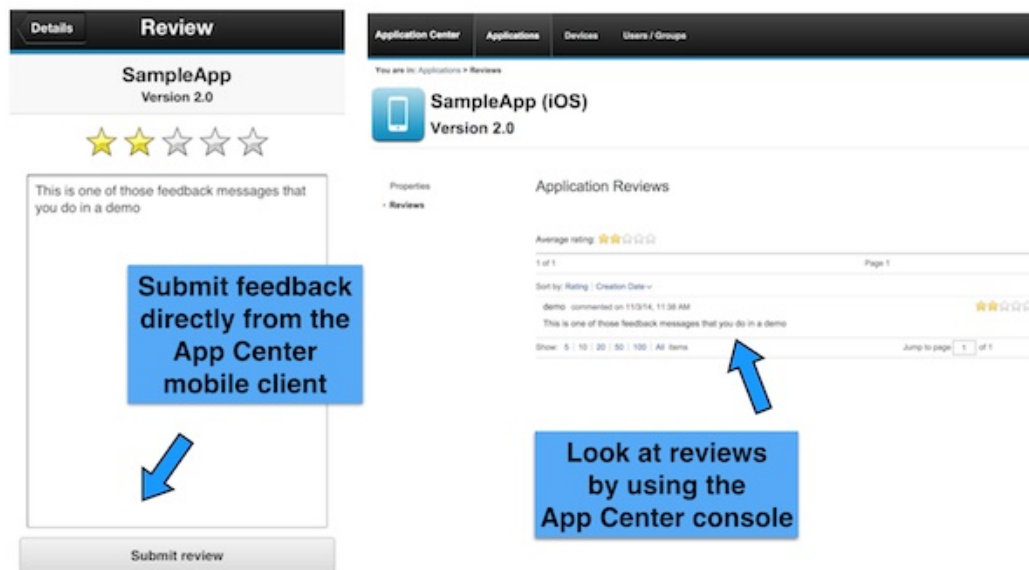 Details
Review
SampleApp
Version 2.0
This is one of those feedback messages that
you do in a demo
Submit feedback
directly from the
App Center
mobile client
Submit review
Application Center Applications Devices Users / Groups
You are in: Applications > Reviews
SampleApp (iOS)
Version 2.0
Properties
• Reviews
Application Reviews
Average rating:
1 of 1 Page 1
Sort by: Rating | Creation Date
demo commented on 11/3/14, 11:38 AM
This is one of those feedback messages that you do in a demo
Show: 5 | 10 | 20 | 50 | 100 | All items Jump to page 1 of 1
Look at reviews
by using the
App Center console